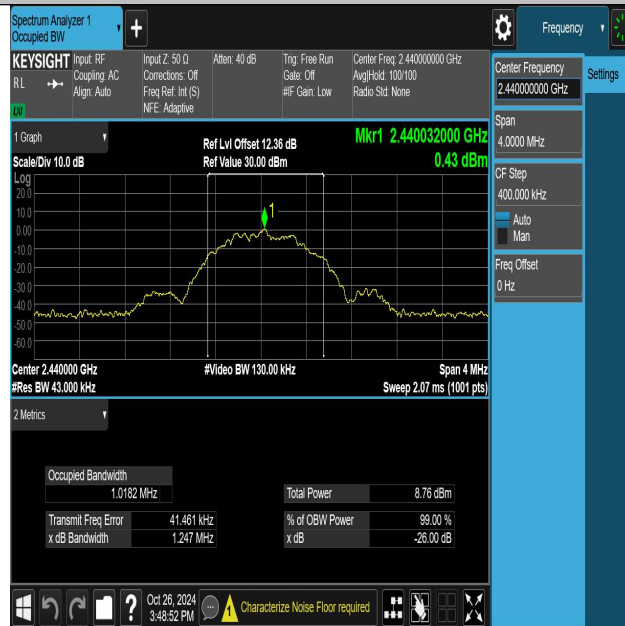 Spectrum Analyzer 1
Occupied BW
+
Frequency
KEYSIGHT
RL
LXI
Input: RF
Coupling: AC
Align: Auto
Input Z: 50 Ω
Corrections: Off
Freq Ref: Int (S)
NFE: Adaptive
Atten: 40 dB
Trig: Free Run
Gate: Off
#IF Gain: Low
Center Freq: 2.440000000 GHz
Avg|Hold: 100/100
Radio Std: None
Center Frequency
2.440000000 GHz
Settings
Span
4.0000 MHz
CF Step
400.000 kHz
Auto
Man
Freq Offset
0 Hz
1 Graph
Scale/Div 10.0 dB
Ref Lvl Offset 12.36 dB
Ref Value 30.00 dBm
Mkr1 2.440032000 GHz
0.43 dBm
Log
20.0
10.0
0.00
-10.0
-20.0
-30.0
-40.0
-50.0
-60.0
1
Center 2.440000 GHz
#Video BW 130.00 kHz
Span 4 MHz
#Res BW 43.000 kHz
Sweep 2.07 ms (1001 pts)
2 Metrics
Occupied Bandwidth
1.0182 MHz
Total Power 8.76 dBm
Transmit Freq Error 41.461 kHz
% of OBW Power 99.00 %
x dB Bandwidth 1.247 MHz
x dB -26.00 dB
?
Oct 26, 2024
3:48:52 PM
Characterize Noise Floor required